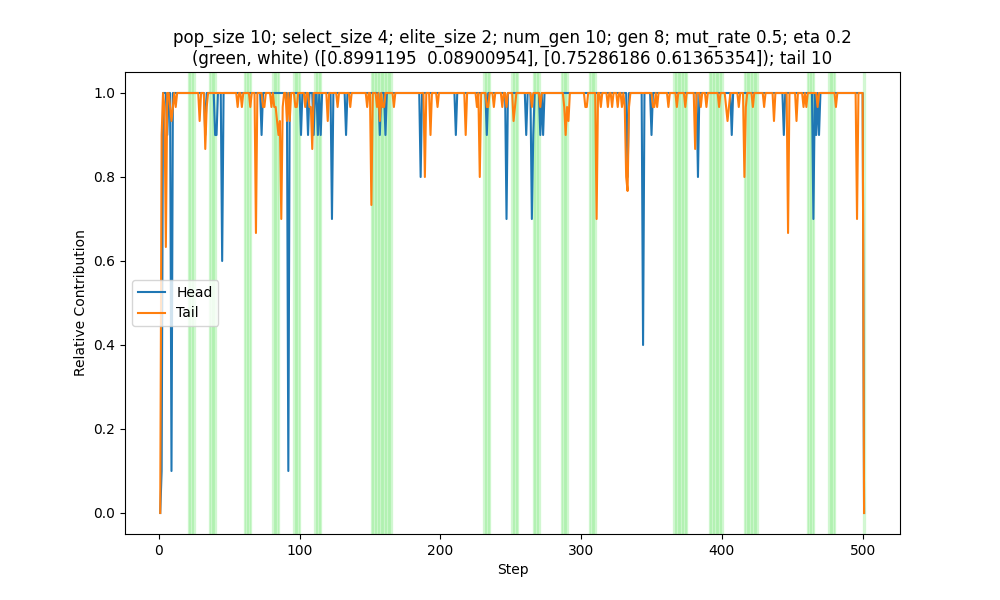 pop_size 10; select_size 4; elite_size 2; num_gen 10; gen 8; mut_rate 0.5; eta 0.2
(green, white) ([0.8991195  0.08900954], [0.75286186 0.61365354]); tail 10
1.0
0.8
0.6
0.4
0.2
0.0
Relative Contribution
Head
Tail
0
100
200
300
400
500
Step